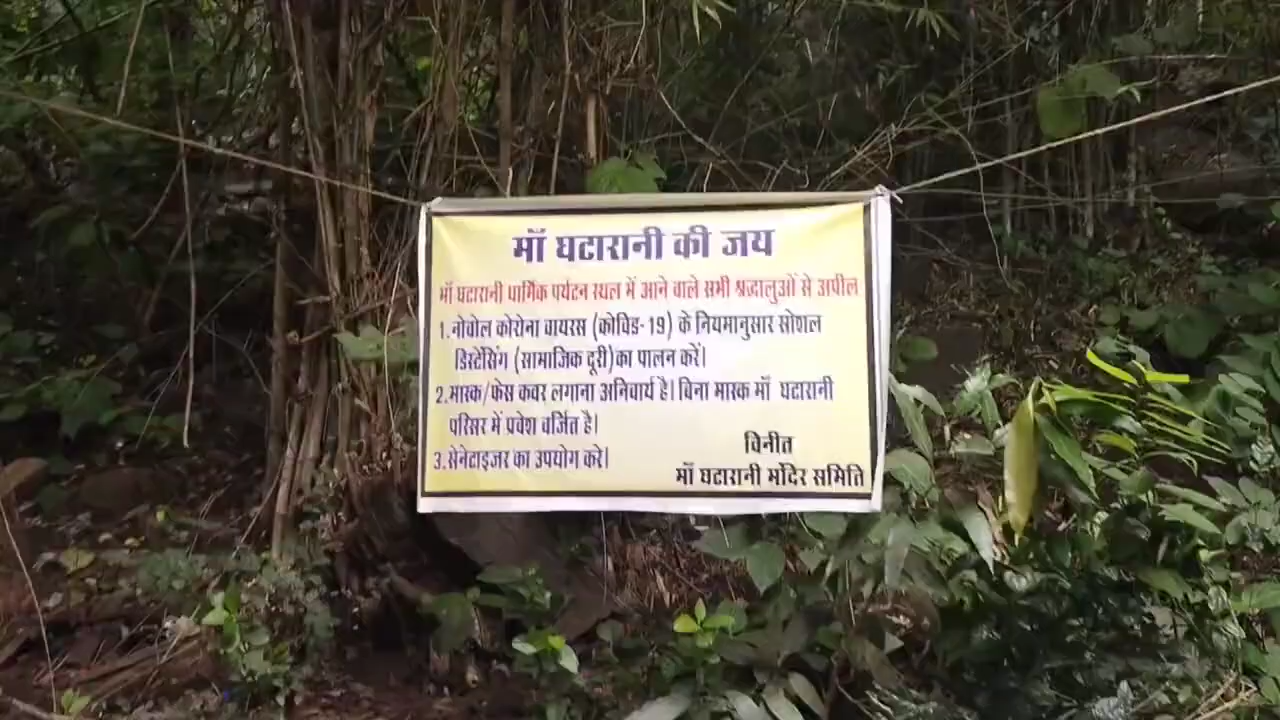 माँ घटारानी की जय
माँ घटारानी धार्मिक पर्यटन स्थल में आने वाले सभी श्रद्धालुओं से अपील
1. नोवोल कोरोना वायरस (कोविड-19) के नियमानुसार सोशल
डिस्टेंसिंग (सामाजिक दूरी) का पालन करें।
2. मास्क/फेस कवर लगाना अनिवार्य है। बिना मास्क माँ घटारानी
परिसर में प्रवेश वर्जित है।
3. सेनेटाइजर का उपयोग करे।
विनीत
माँ घटारानी मंदिर समिति